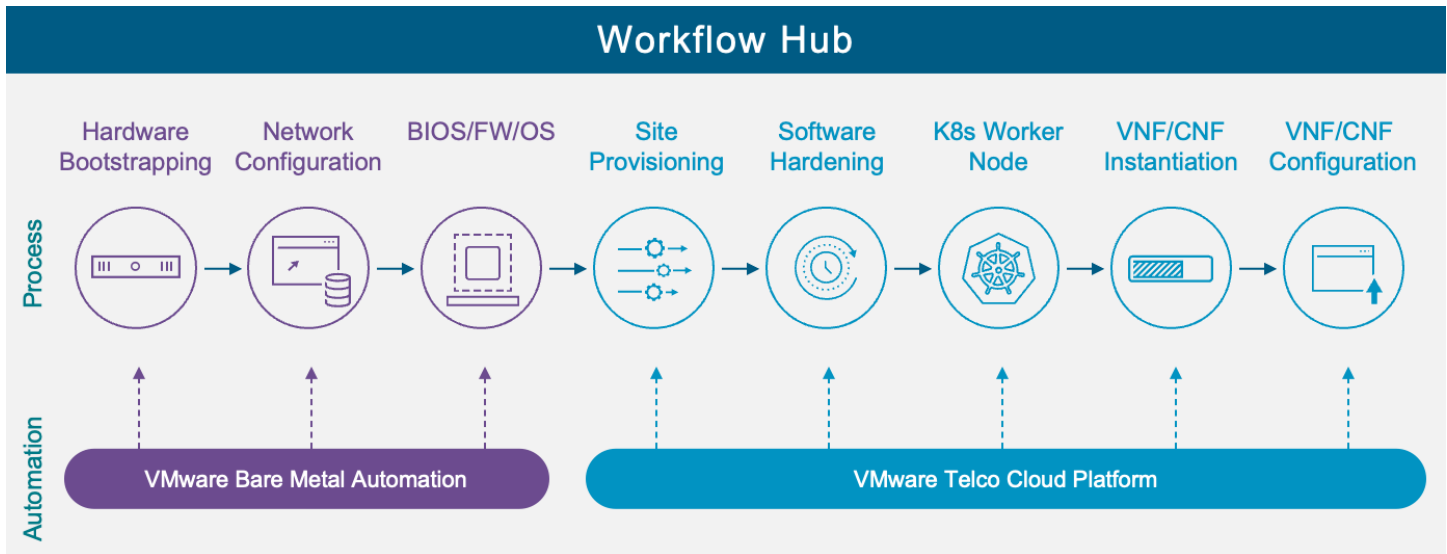 Workflow Hub
Hardware
Bootstrapping
Network
Configuration
BIOS/FW/OS
Site
Provisioning
Software
Hardening
K8s Worker
Node
VNF/CNF
Instantiation
VNF/CNF
Configuration
Process
Automation
VMware Bare Metal Automation
VMware Telco Cloud Platform